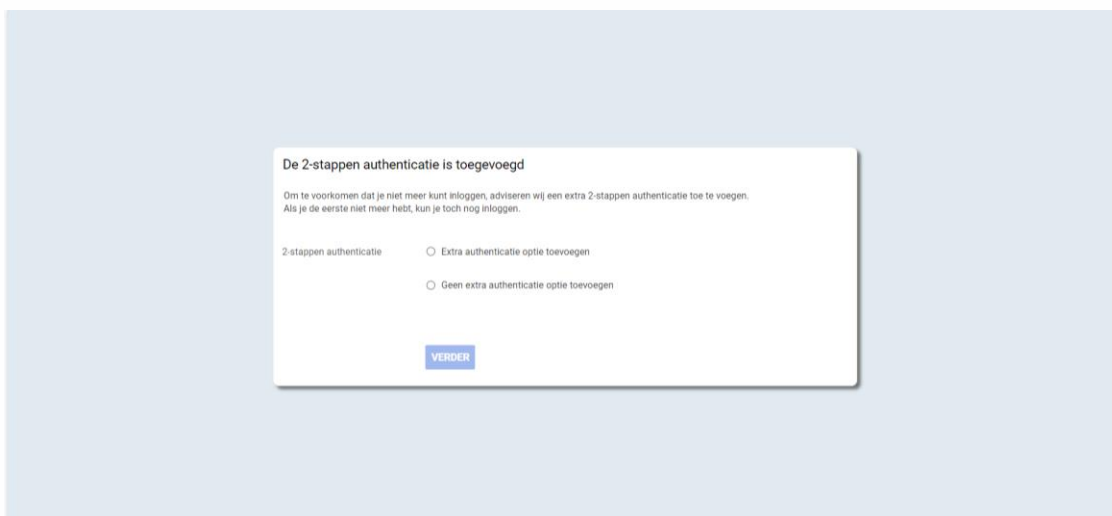 De 2-stappen authenticatie is toegevoegd
Om te voorkomen dat je niet meer kunt inloggen, adviseren wij een extra 2-stappen authenticatie toe te voegen.
Als je de eerste niet meer hebt, kun je toch nog inloggen.
2-stappen authenticatie
Extra authenticatie optie toevoegen
Geen extra authenticatie optie toevoegen
VERDER